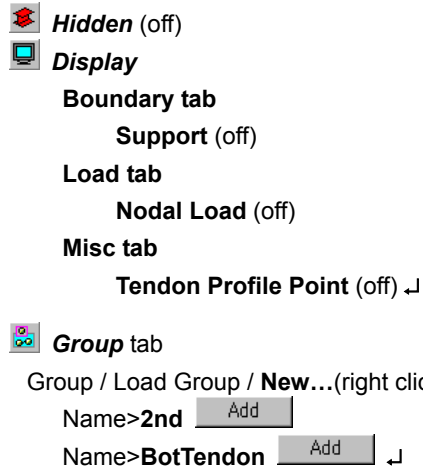 Hidden (off)
Display
Boundary tab
Support (off)
Load tab
Nodal Load (off)
Misc tab
Tendon Profile Point (off) ↵
Group tab
Group / Load Group / New…(right clic
Name>2nd Add
Name>BotTendon Add ↵